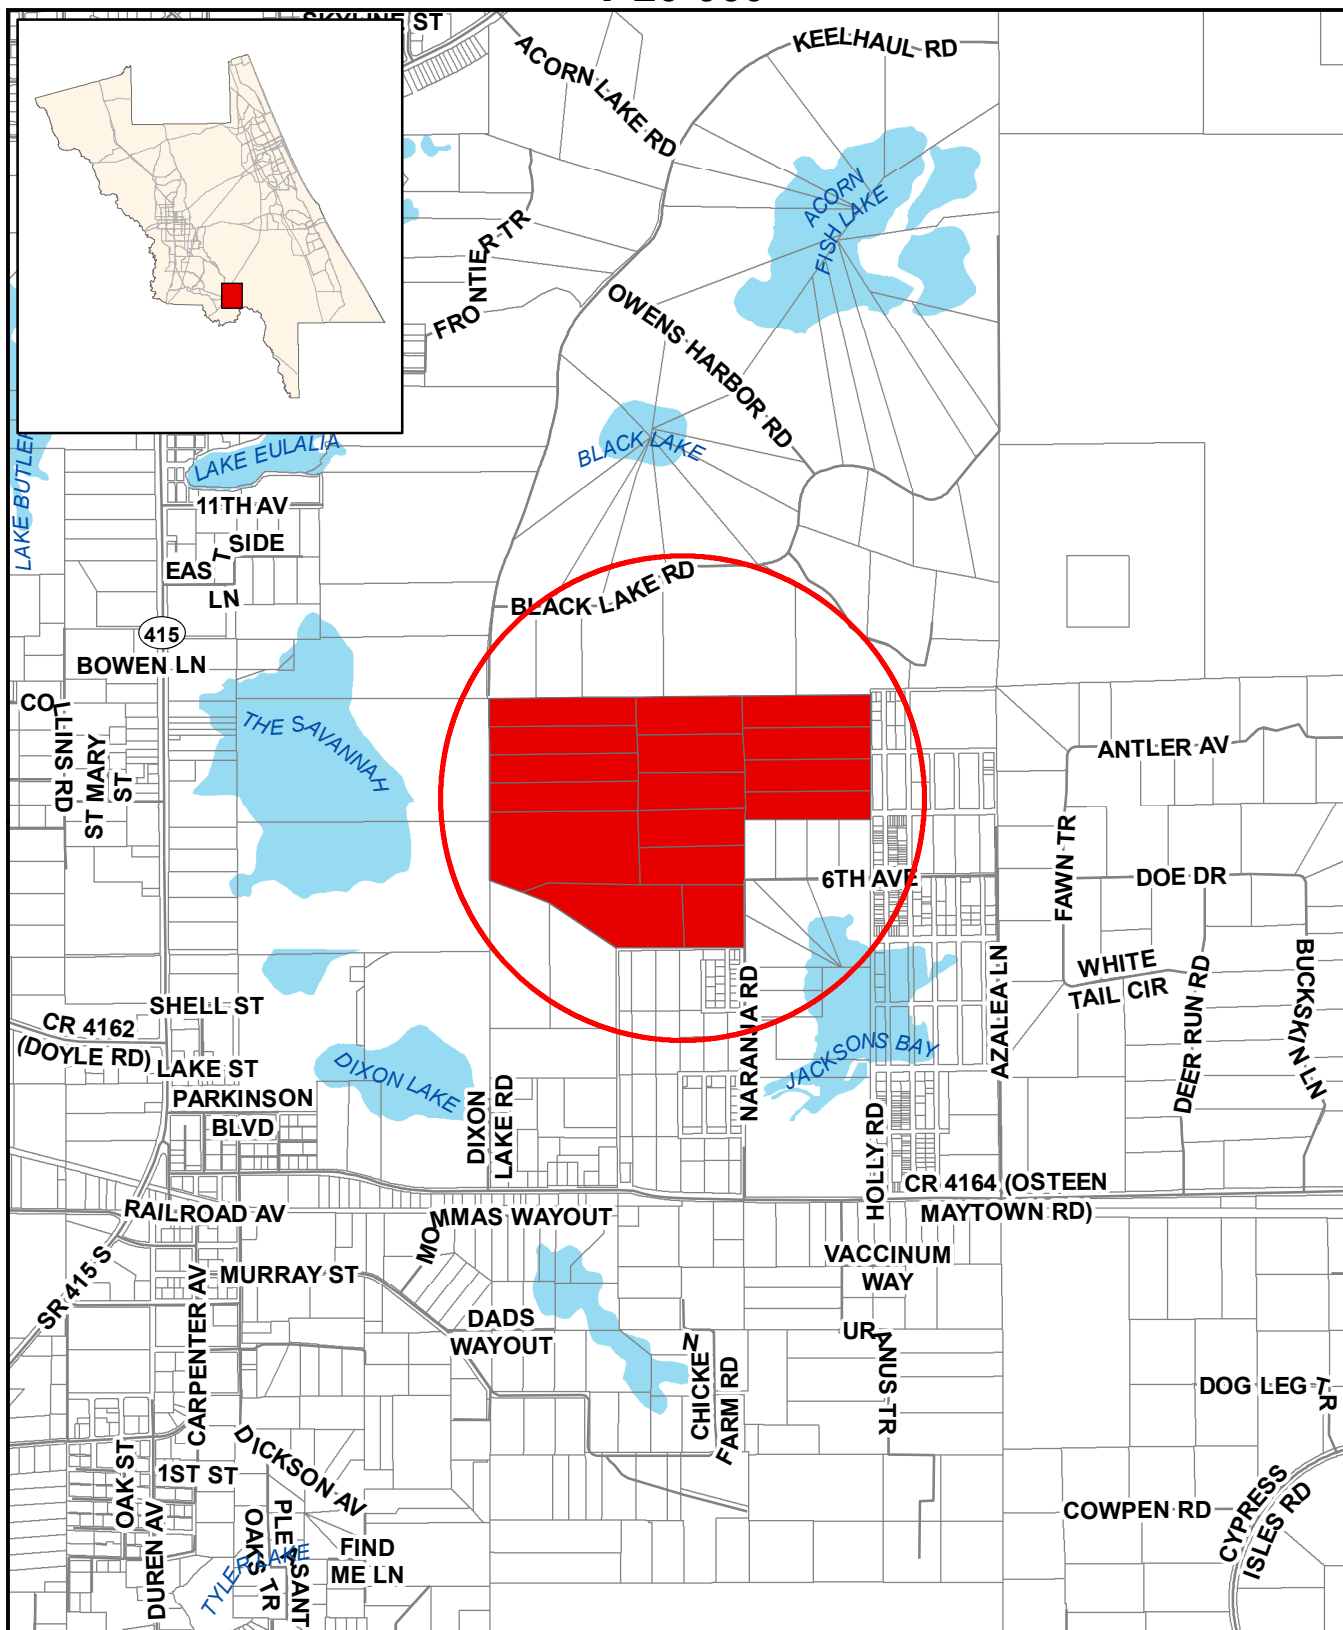 SKYLINE ST
ACORN LAKE RD
KEELHAUL RD
ACORN
FISH LAKE
FRONTIER TR
OWENS HARBOR RD
BLACK LAKE
LAKE BUTLER
LAKE EULALIA
11TH AV
EAST SIDE
LN
BLACK LAKE RD
415
BOWEN LN
COLLINS RD
ST MARY
ST
THE SAVANNAH
ANTLER AV
FAWN TR
6TH AVE
DOE DR
WHITE
TAIL CIR
DEER RUN RD
BUCKSKIN LN
AZALEA LN
NARANJA RD
JACKSONS BAY
HOLLY RD
SHELL ST
CR 4162
(DOYLE RD)
LAKE ST
DIXON LAKE
PARKINSON
BLVD
DIXON
LAKE RD
CR 4164 (OSTEEN
MAYTOWN RD)
RAILROAD AV
MOMMAS WAYOUT
SR 415 S
MURRAY ST
CARPENTER AV
DADS
WAYOUT
VACCINUM
WAY
URANUS TR
CHICKEN
FARM RD
DOG LEG TR
OAK ST
1ST ST
DICKSON AV
DUREN AV
OAKS TR
PLEASANT
TYLER LAKE
FIND
ME LN
COWPEN RD
CYPRESS
ISLES RD